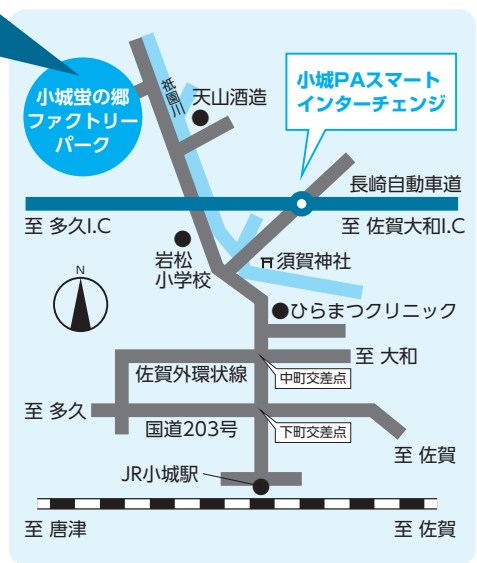 小城蛍の郷
ファクトリー
パーク
祇園川
天山酒造
小城PAスマート
インターチェンジ
長崎自動車道
至 多久I.C
至 佐賀大和I.C
岩松
小学校
須賀神社
N
ひらまつクリニック
至 大和
佐賀外環状線
中町交差点
至 多久
国道203号
下町交差点
至 佐賀
JR小城駅
至 唐津
至 佐賀